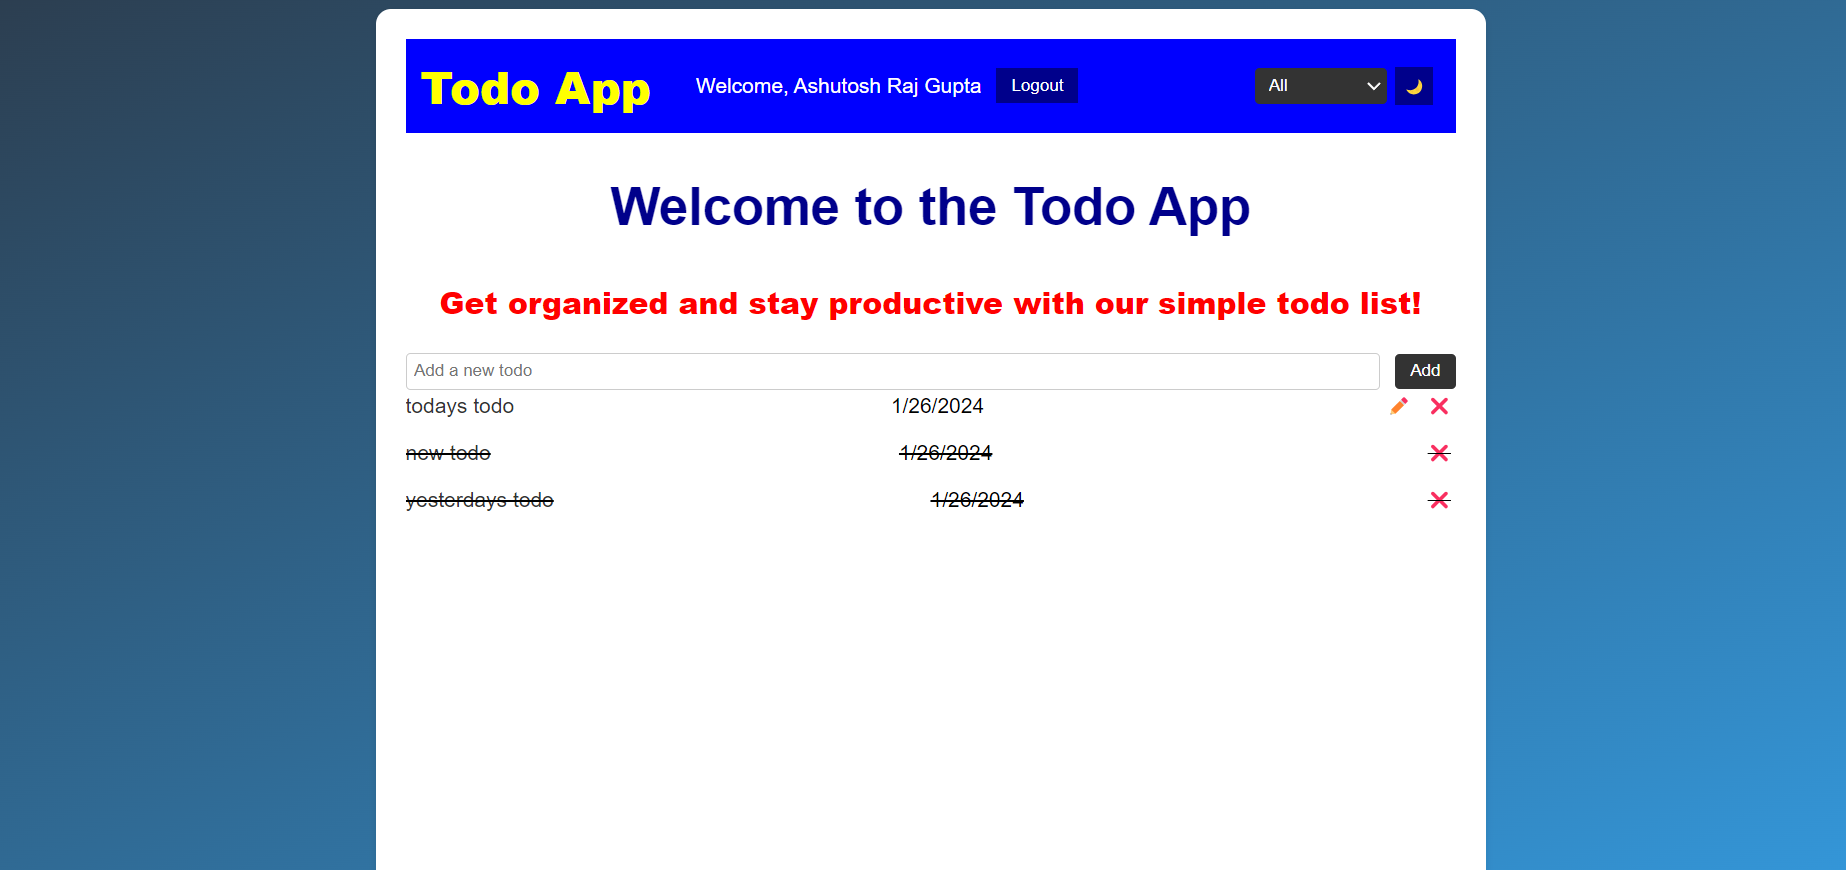 Todo App Welcome, Ashutosh Raj Gupta Logout All
Welcome to the Todo App
Get organized and stay productive with our simple todo list!
Add a new todo Add
todays todo 1/26/2024
new todo 1/26/2024
yesterdays todo 1/26/2024